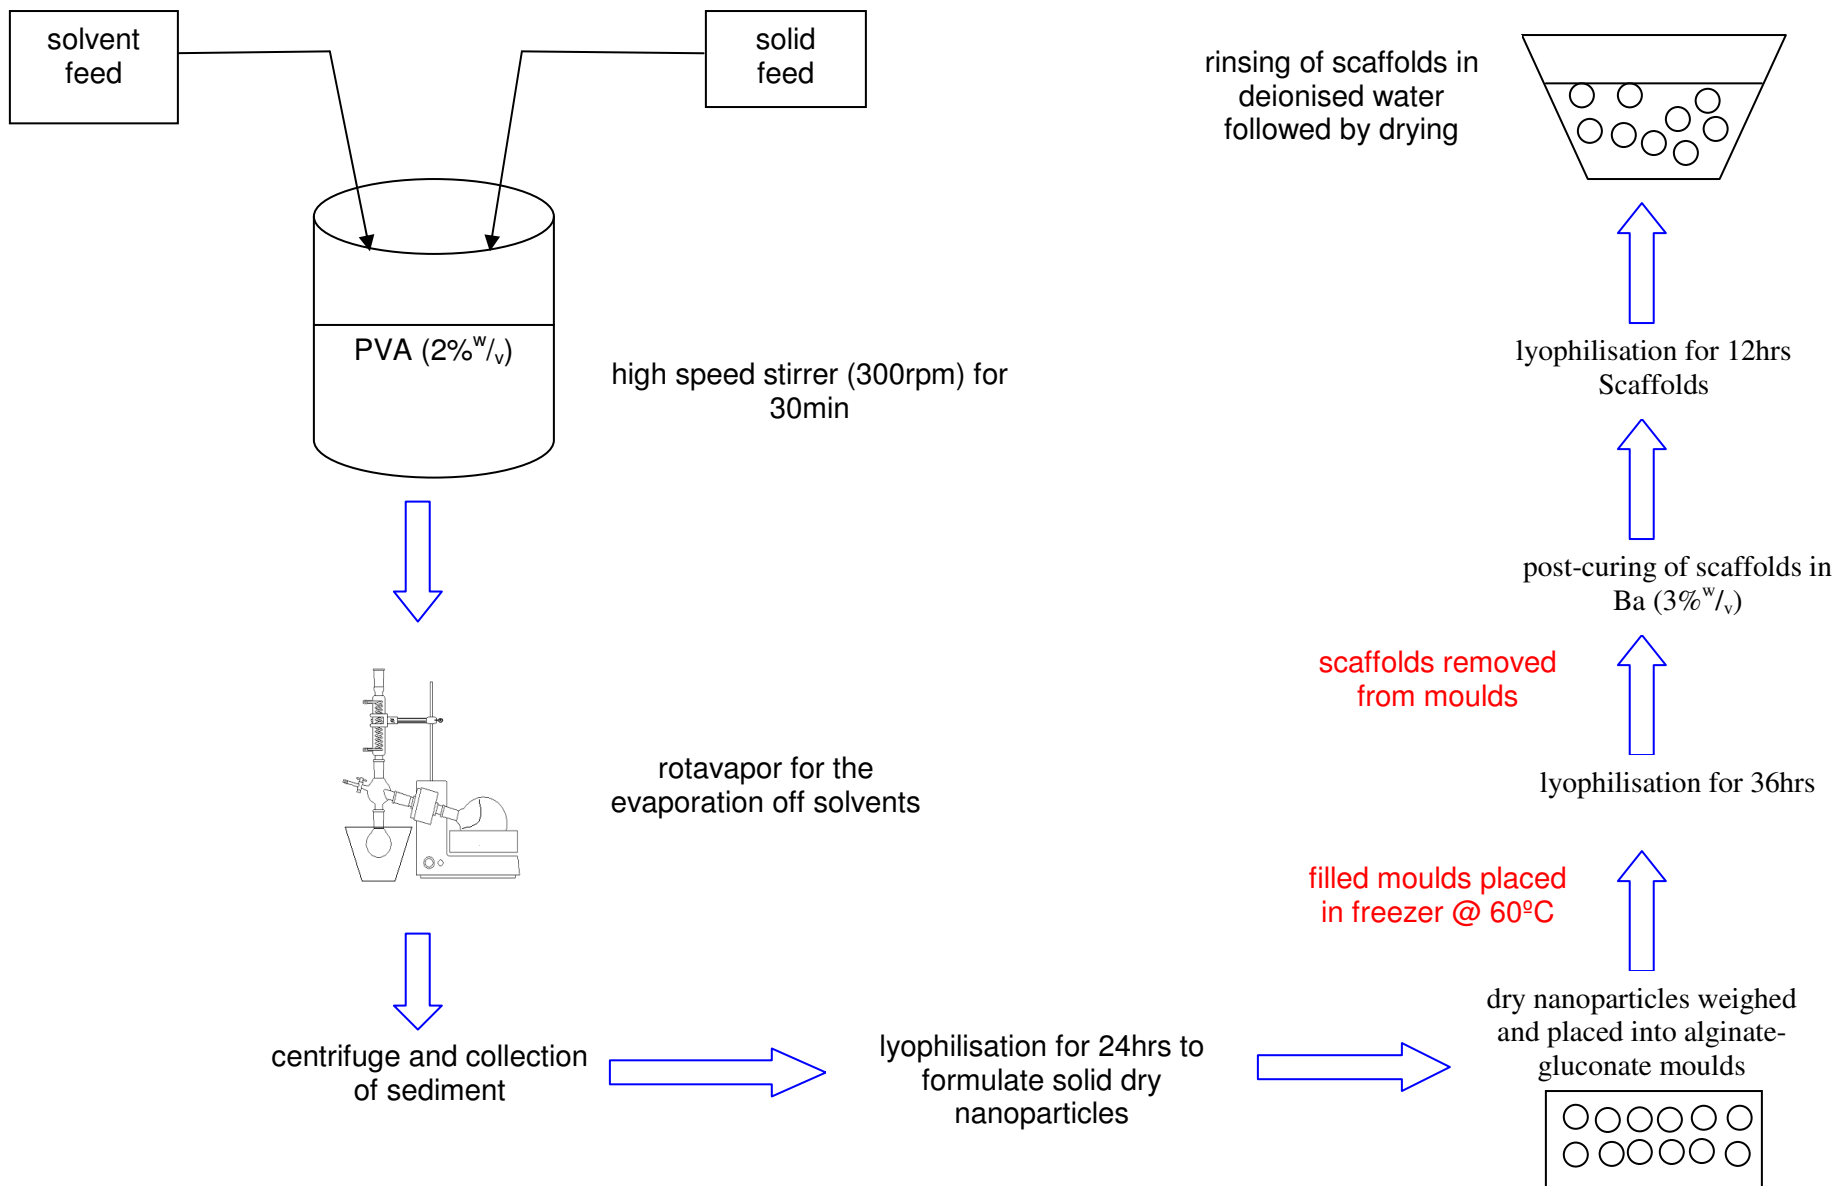 solvent
feed
solid
feed
PVA (2%w/v)
high speed stirrer (300rpm) for
30min
rotavapor for the
evaporation off solvents
centrifuge and collection
of sediment
lyophilisation for 24hrs to
formulate solid dry
nanoparticles
dry nanoparticles weighed
and placed into alginate-
gluconate moulds
filled moulds placed
in freezer @ 60ºC
lyophilisation for 36hrs
scaffolds removed
from moulds
post-curing of scaffolds in
Ba (3%w/v)
lyophilisation for 12hrs
Scaffolds
rinsing of scaffolds in
deionised water
followed by drying